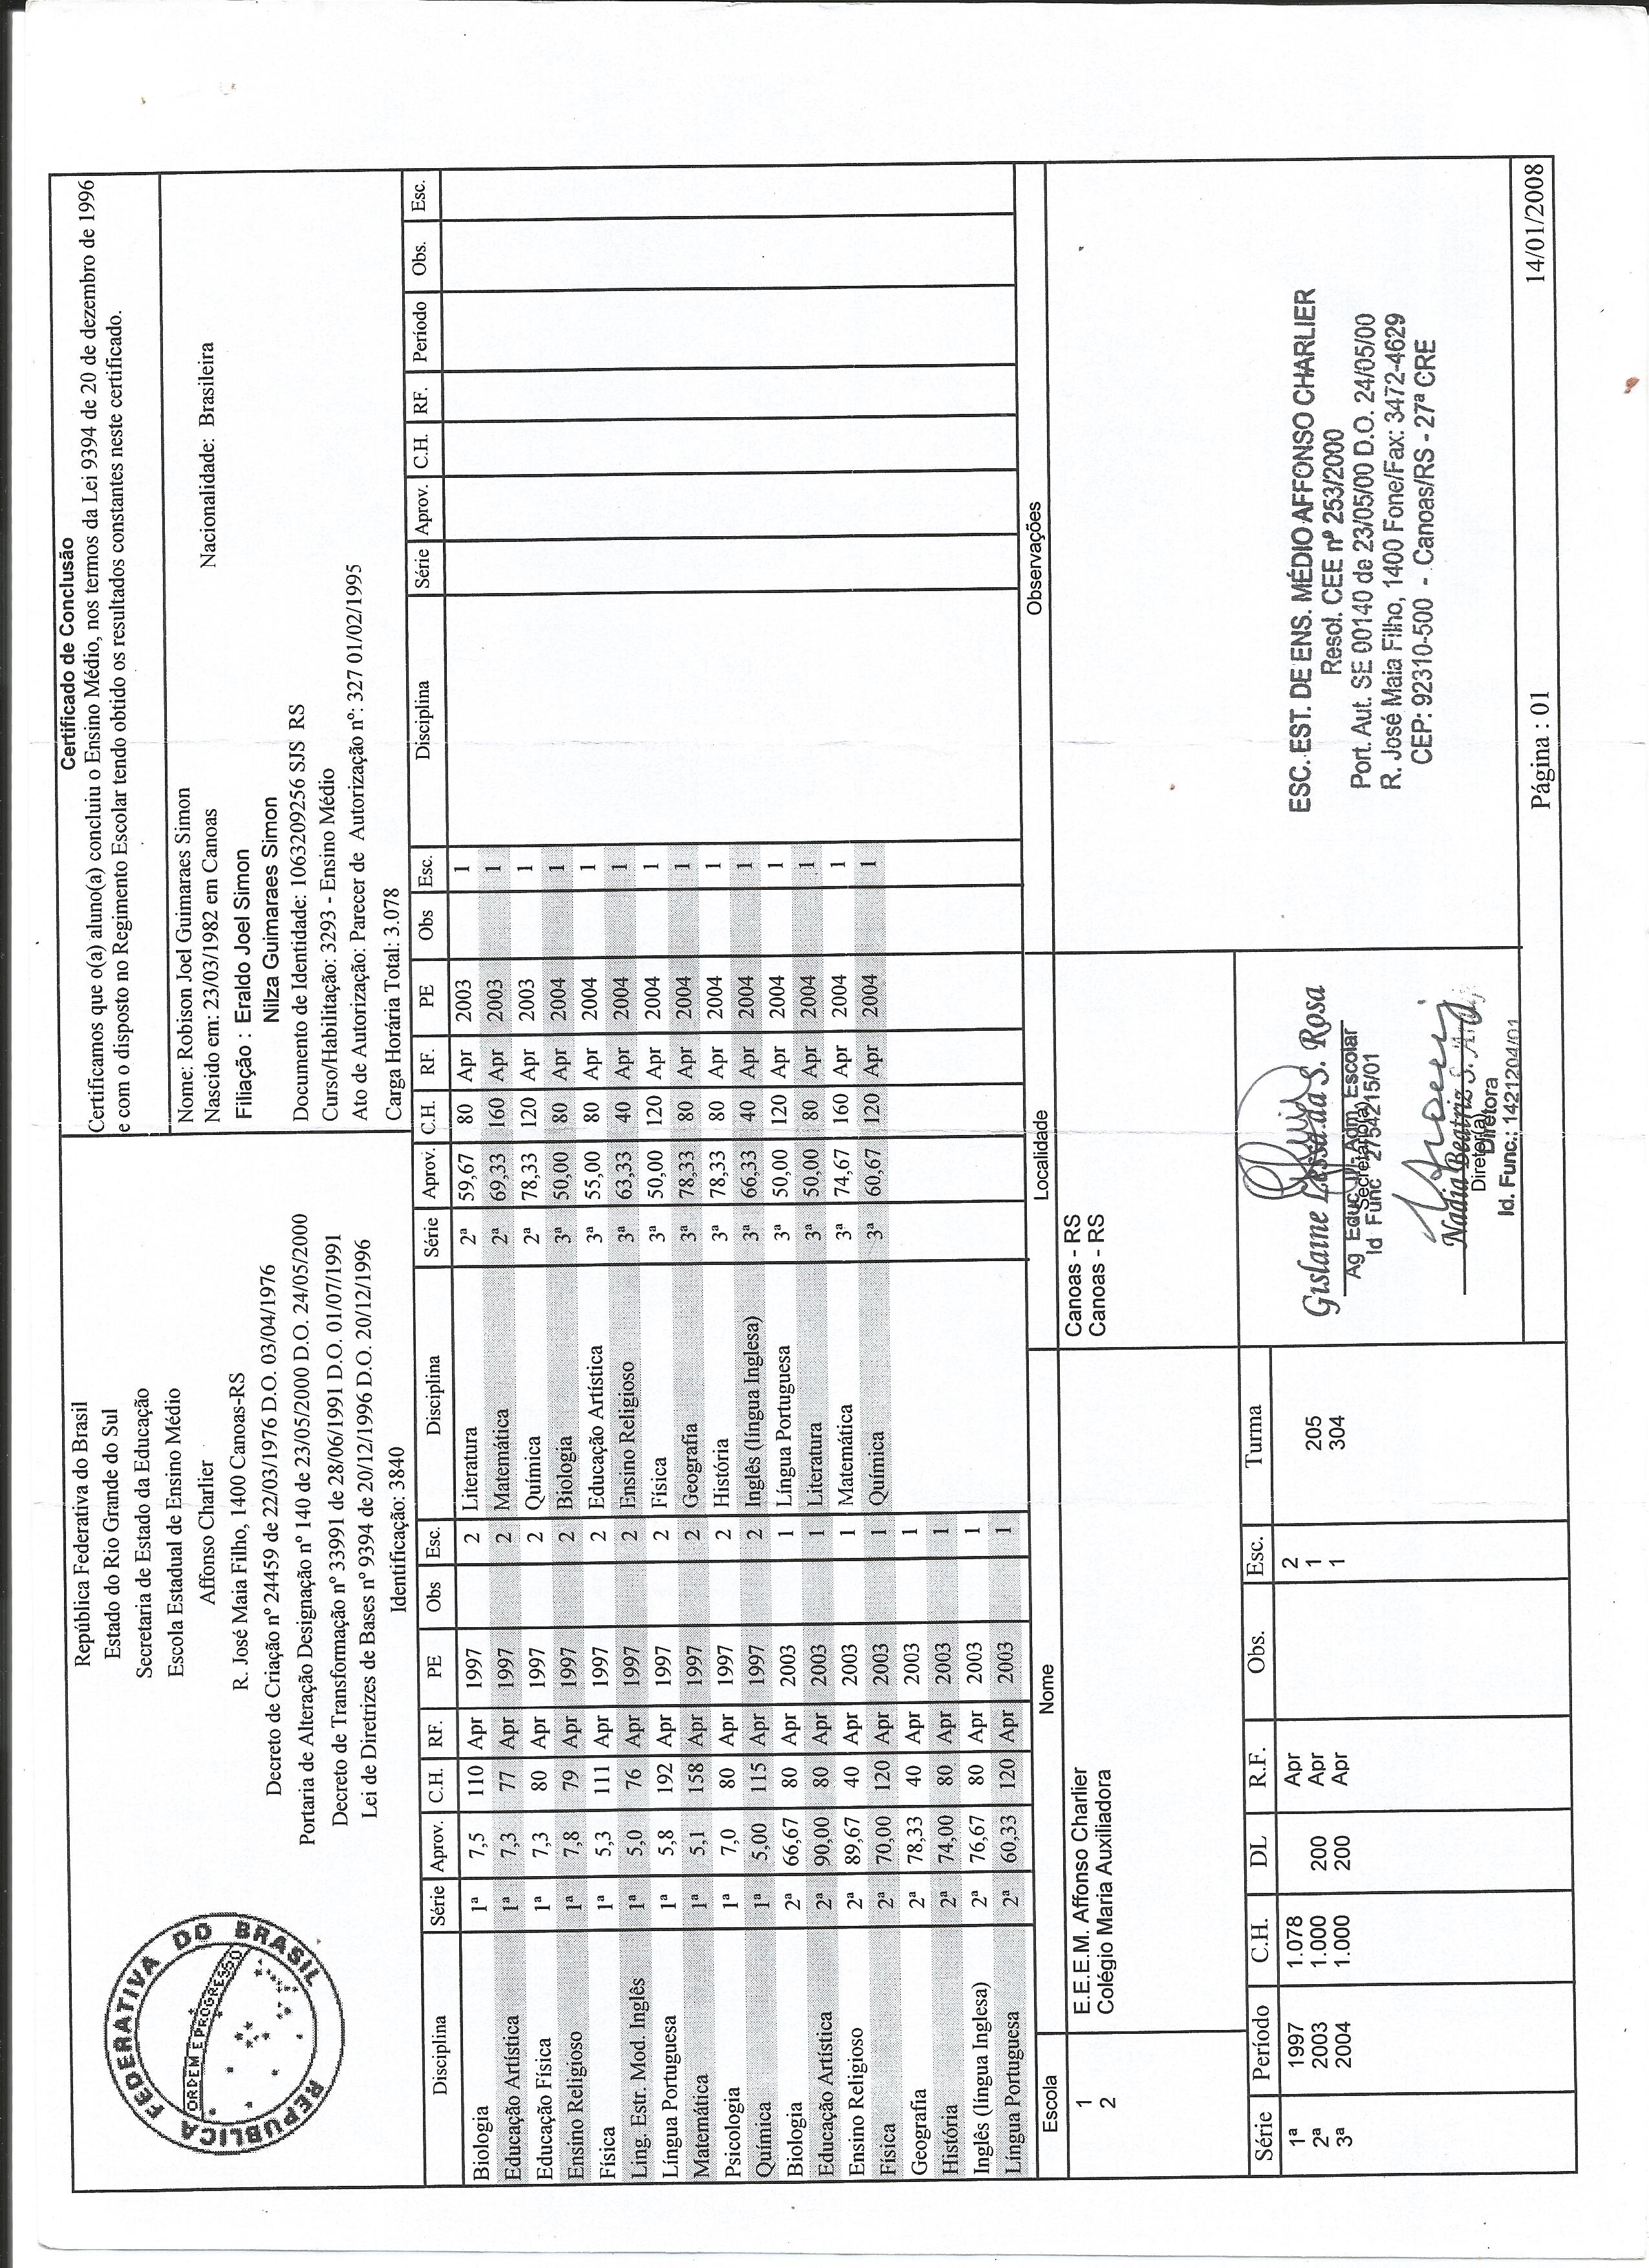 REPÚBLICA FEDERATIVA DO BRASIL
ORDEM E PROGRESSO
República Federativa do Brasil
Estado do Rio Grande do Sul
Secretaria de Estado da Educação
Escola Estadual de Ensino Médio
Affonso Charlier
R. José Maia Filho, 1400 Canoas-RS
Decreto de Criação nº 24459 de 22/03/1976 D.O. 03/04/1976
Portaria de Alteração Designação nº 140 de 23/05/2000 D.O. 24/05/2000
Decreto de Transformação nº 33991 de 28/06/1991 D.O. 01/07/1991
Lei de Diretrizes de Bases nº 9394 de 20/12/1996 D.O. 20/12/1996
Identificação: 3840
Certificado de Conclusão
Certificamos que o(a) aluno(a) concluiu o Ensino Médio, nos termos da Lei 9394 de 20 de dezembro de 1996
e com o disposto no Regimento Escolar tendo obtido os resultados constantes neste certificado.
Nome: Robison Joel Guimaraes Simon
Nascido em: 23/03/1982 em Canoas Nacionalidade: Brasileira
Filiação : Eraldo Joel Simon
Nilza Guimaraes Simon
Documento de Identidade: 1063209256 SJS RS
Curso/Habilitação: 3293 - Ensino Médio
Ato de Autorização: Parecer de Autorização nº: 327 01/02/1995
Carga Horária Total: 3.078
Disciplina Série Aprov. C.H. RF. PE Obs Esc.
Biologia 1ª 7,5 110 Apr 1997 2
Educação Artística 1ª 7,3 77 Apr 1997 2
Educação Física 1ª 7,3 80 Apr 1997 2
Ensino Religioso 1ª 7,8 79 Apr 1997 2
Física 1ª 5,3 111 Apr 1997 2
Ling. Estr. Mod. Inglês 1ª 5,0 76 Apr 1997 2
Língua Portuguesa 1ª 5,8 192 Apr 1997 2
Matemática 1ª 5,1 158 Apr 1997 2
Psicologia 1ª 7,0 80 Apr 1997 2
Química 1ª 5,00 115 Apr 1997 2
Biologia 2ª 66,67 80 Apr 2003 1
Educação Artística 2ª 90,00 80 Apr 2003 1
Ensino Religioso 2ª 89,67 40 Apr 2003 1
Física 2ª 70,00 120 Apr 2003 1
Geografia 2ª 78,33 40 Apr 2003 1
História 2ª 74,00 80 Apr 2003 1
Inglês (língua Inglesa) 2ª 76,67 80 Apr 2003 1
Língua Portuguesa 2ª 60,33 120 Apr 2003 1
Disciplina Série Aprov. C.H. RF. PE Obs Esc.
Literatura 2ª 59,67 80 Apr 2003 1
Matemática 2ª 69,33 160 Apr 2003 1
Química 2ª 78,33 120 Apr 2003 1
Biologia 3ª 50,00 80 Apr 2004 1
Educação Artística 3ª 55,00 80 Apr 2004 1
Ensino Religioso 3ª 63,33 40 Apr 2004 1
Física 3ª 50,00 120 Apr 2004 1
Geografia 3ª 78,33 80 Apr 2004 1
História 3ª 78,33 80 Apr 2004 1
Inglês (língua Inglesa) 3ª 66,33 40 Apr 2004 1
Língua Portuguesa 3ª 50,00 120 Apr 2004 1
Literatura 3ª 50,00 80 Apr 2004 1
Matemática 3ª 74,67 160 Apr 2004 1
Química 3ª 60,67 120 Apr 2004 1
Disciplina Série Aprov. C.H. RF. Período Obs. Esc.
Escola Nome Localidade Observações
1 E.E.E.M. Affonso Charlier Canoas - RS
2 Colégio Maria Auxiliadora Canoas - RS
Série Período C.H. DL R.F. Obs. Esc. Turma
1ª 1997 1.078 Apr 2
2ª 2003 1.000 200 Apr 1 205
3ª 2004 1.000 200 Apr 1 304
Gislaine Lessa da S. Rosa
Ag Educ II- Adm Escolar
Secretário(a)
Id Func 2754215/01
Nadia Beatriz S.
Diretor(a)
Diretora
Id. Func.: 1421204/01
ESC. EST. DE ENS. MÉDIO AFFONSO CHARLIER
Resol. CEE nº 253/2000
Port. Aut. SE 00140 de 23/05/00 D.O. 24/05/00
R. José Maia Filho, 1400 Fone/Fax: 3472-4629
CEP: 92310-500 - Canoas/RS - 27ª CRE
Página : 01
14/01/2008